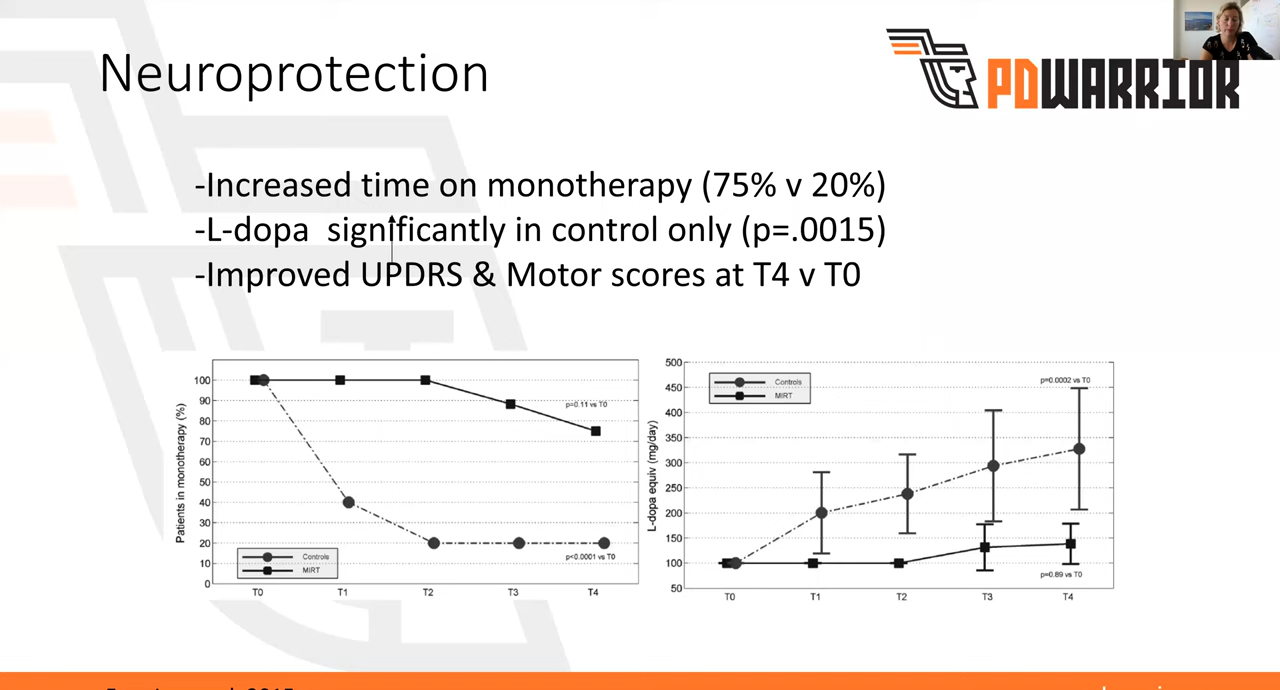 Neuroprotection
PDWARRIOR
-Increased time on monotherapy (75% v 20%)
-L-dopa significantly in control only (p=.0015)
-Improved UPDRS & Motor scores at T4 v T0
Patients in monotherapy (%)
100
90
80
70
60
50
40
30
20
10
0
p=0.11 vs T0
p<0.0001 vs T0
Controls
MIRT
T0 T1 T2 T3 T4
L-dopa equiv (mg/day)
500
450
400
350
300
250
200
150
100
50
Controls
MIRT
p=0.0002 vs T0
p=0.89 vs T0
T0 T1 T2 T3 T4